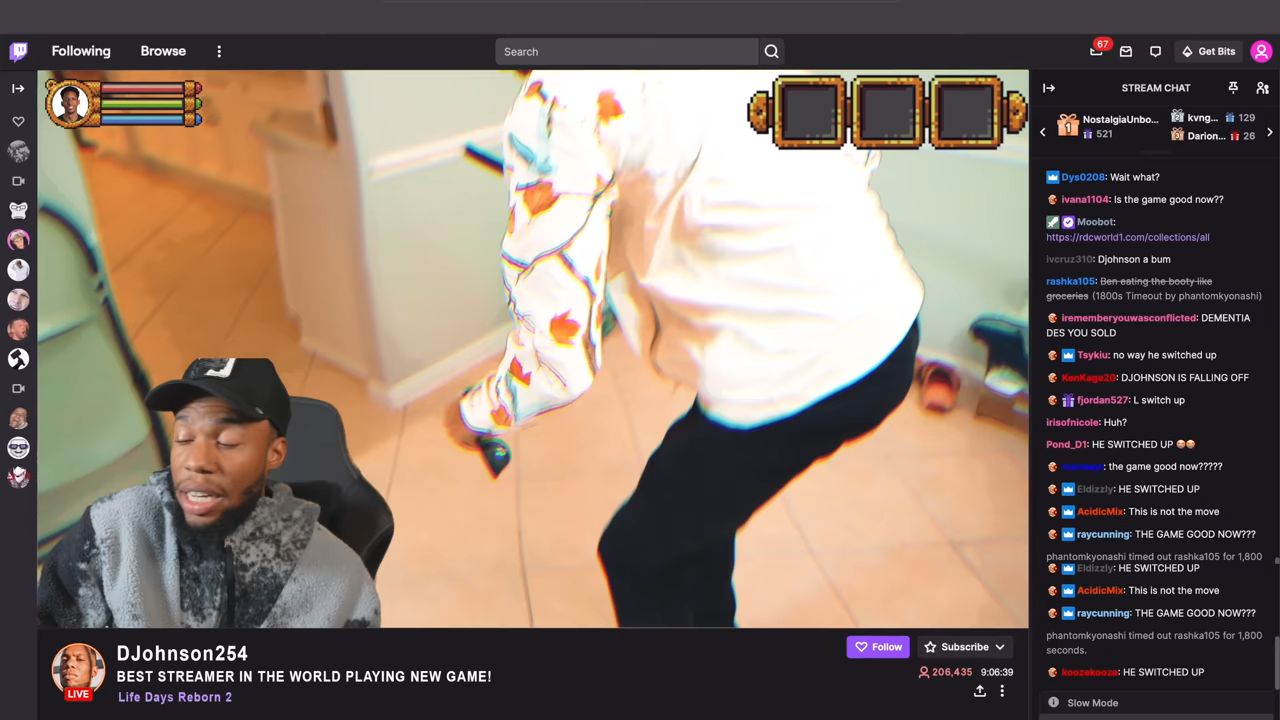 Following
Browse
Search
67
Get Bits
STREAM CHAT
1
NostalgiaUnbo...
521
2
kvng...
129
3
Darion...
26
Dys0208: Wait what?
ivana1104: Is the game good now??
Moobot:
https://rdcworld1.com/collections/all
ivcruz310: Djohnson a bum
rashka105: Ben eating the booty like
groceries (1800s Timeout by phantomkyonashi)
irememberyouwasconflicted: DEMENTIA
DES YOU SOLD
Tsykiu: no way he switched up
KenKage20: DJOHNSON IS FALLING OFF
fjordan527: L switch up
irisofnicole: Huh?
Pond_D1: HE SWITCHED UP
: the game good now?????
Eldizzly: HE SWITCHED UP
AcidicMix: This is not the move
raycunning: THE GAME GOOD NOW???
phantomkyonashi timed out rashka105 for 1,800
Eldizzly: HE SWITCHED UP
AcidicMix: This is not the move
raycunning: THE GAME GOOD NOW???
phantomkyonashi timed out rashka105 for 1,800
seconds.
koozekooze: HE SWITCHED UP
Slow Mode
LIVE
DJohnson254
BEST STREAMER IN THE WORLD PLAYING NEW GAME!
Life Days Reborn 2
Follow
Subscribe
206,435
9:06:39